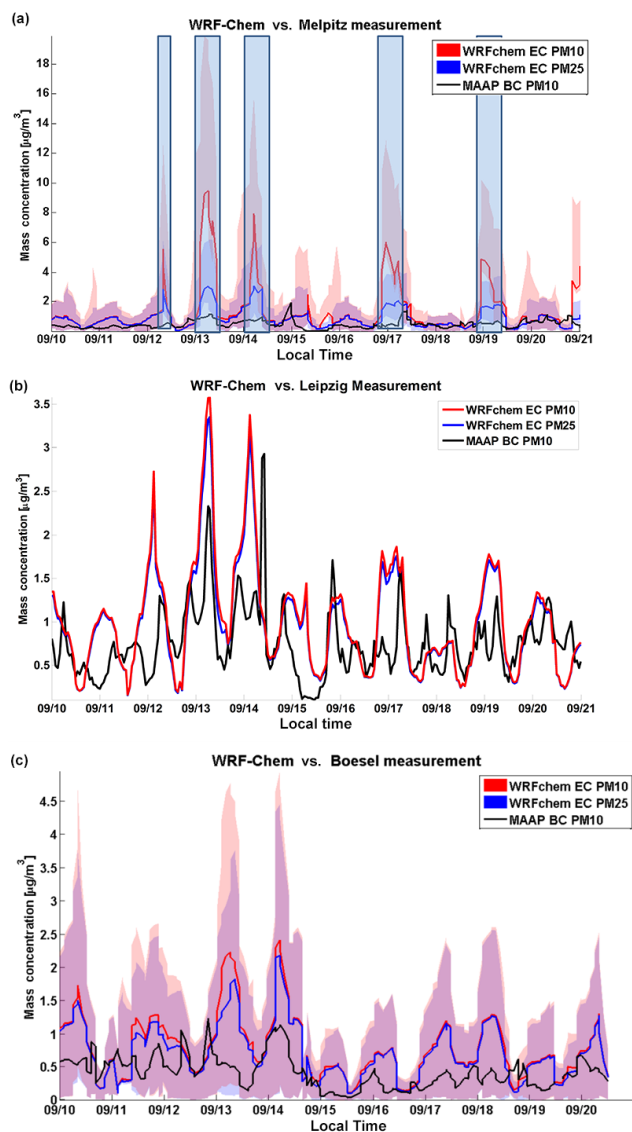 (a)
WRF-Chem vs. Melpitz measurement
WRFchem EC PM10
WRFchem EC PM25
MAAP BC PM10
Mass concentration [µg/m³]
18
16
14
12
10
8
6
4
2
09/10 09/11 09/12 09/13 09/14 09/15 09/16 09/17 09/18 09/19 09/20 09/21
Local Time
(b)
WRF-Chem vs. Leipzig Measurement
WRFchem EC PM10
WRFchem EC PM25
MAAP BC PM10
Mass concentration [µg/m³]
3.5
3
2.5
2
1.5
1
0.5
09/10 09/11 09/12 09/13 09/14 09/15 09/16 09/17 09/18 09/19 09/20 09/21
Local time
(c)
WRF-Chem vs. Boesel measurement
WRFchem EC PM10
WRFchem EC PM25
MAAP BC PM10
Mass concentration [µg/m³]
4.5
4
3.5
3
2.5
2
1.5
1
0.5
0
09/10 09/11 09/12 09/13 09/14 09/15 09/16 09/17 09/18 09/19 09/20
Local Time